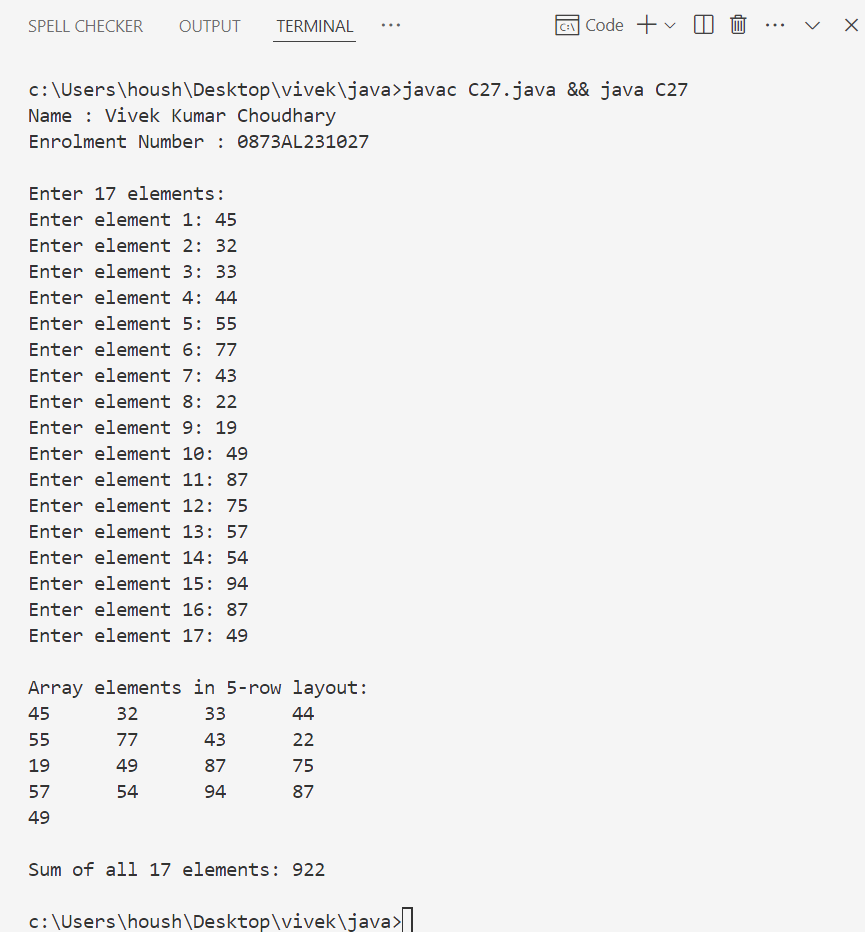 SPELL CHECKER OUTPUT TERMINAL ··· Code ···
c:\Users\housh\Desktop\vivek\java>javac C27.java && java C27
Name : Vivek Kumar Choudhary
Enrolment Number : 0873AL231027
Enter 17 elements:
Enter element 1: 45
Enter element 2: 32
Enter element 3: 33
Enter element 4: 44
Enter element 5: 55
Enter element 6: 77
Enter element 7: 43
Enter element 8: 22
Enter element 9: 19
Enter element 10: 49
Enter element 11: 87
Enter element 12: 75
Enter element 13: 57
Enter element 14: 54
Enter element 15: 94
Enter element 16: 87
Enter element 17: 49
Array elements in 5-row layout:
45 32 33 44
55 77 43 22
19 49 87 75
57 54 94 87
49
Sum of all 17 elements: 922
c:\Users\housh\Desktop\vivek\java>